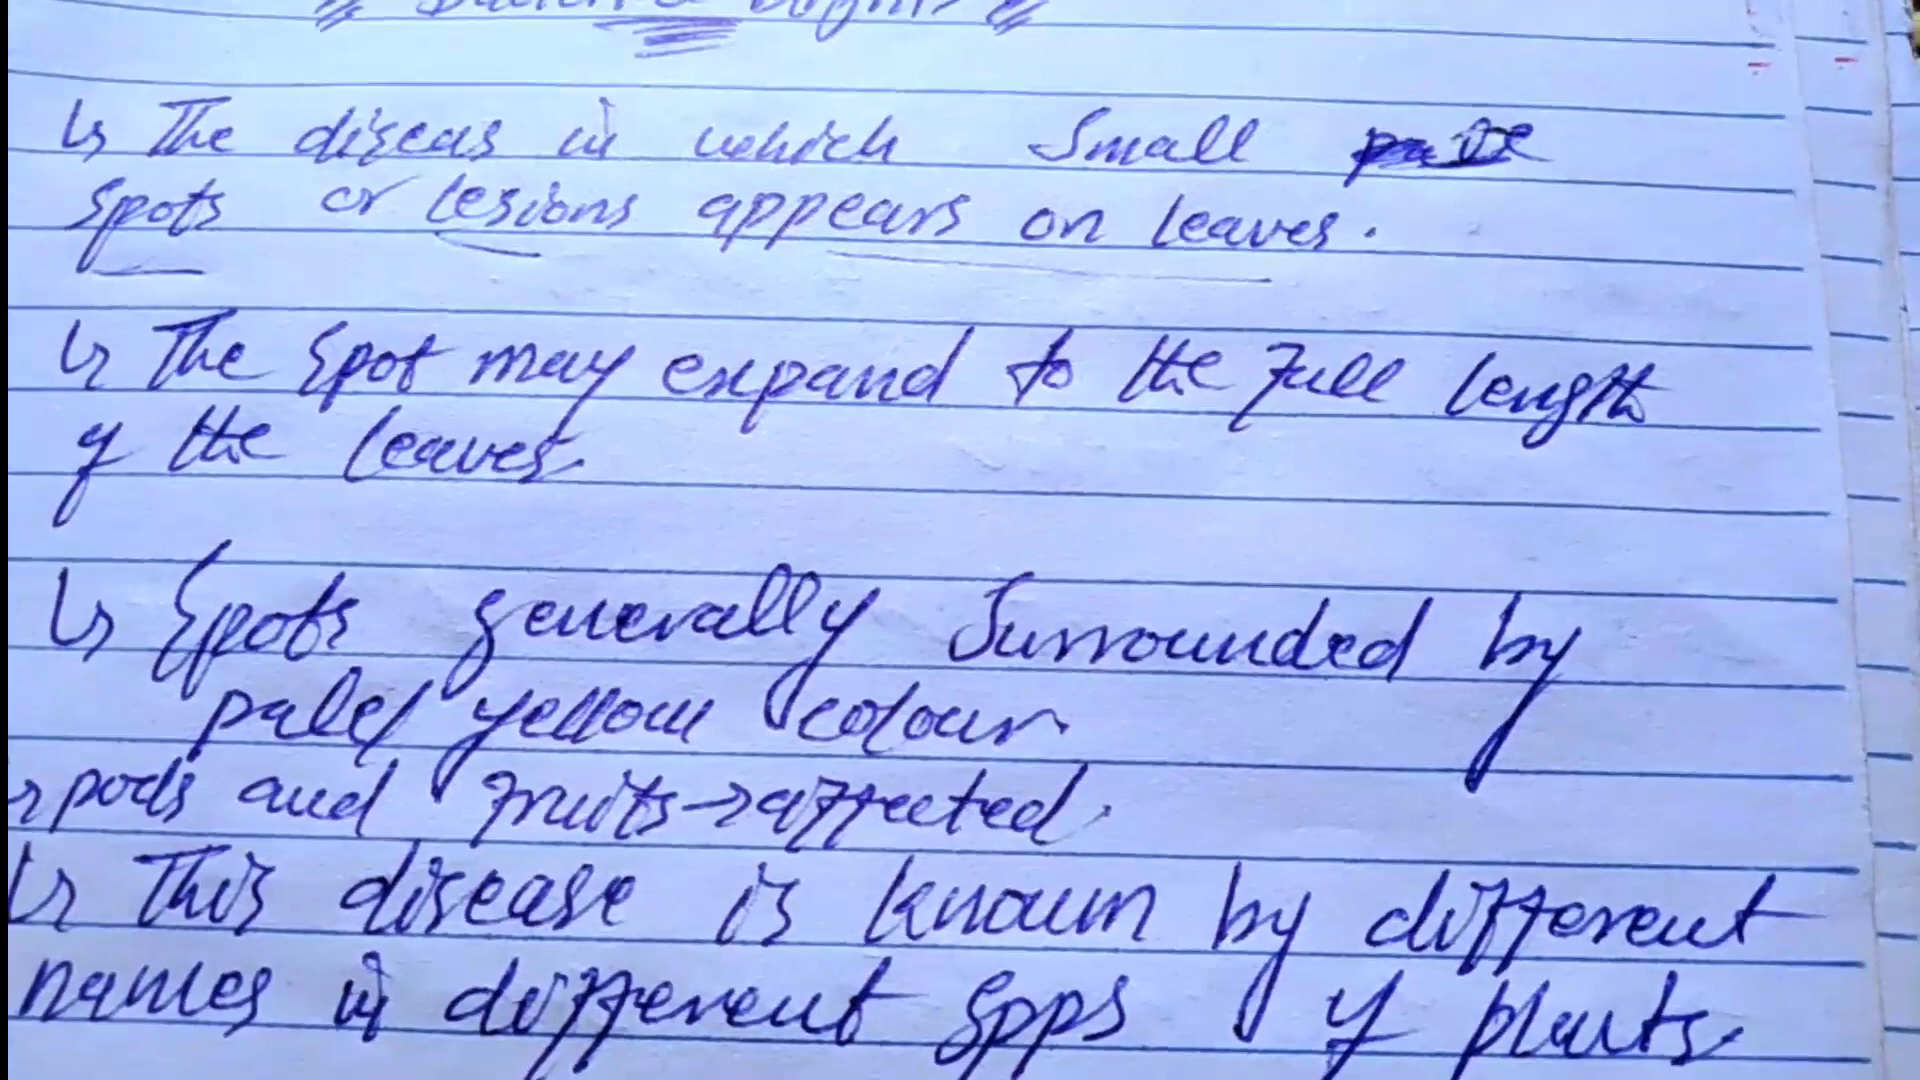 ↳ The diseas in which Small pale
Spots or lesions appears on leaves.
↳ The Spot may expand to the full length
of the leaves.
↳ Spots generally Surrounded by
pale yellow colour
→ pods and fruits → affected.
↳ This disease is known by different
names in different Spps of plants.